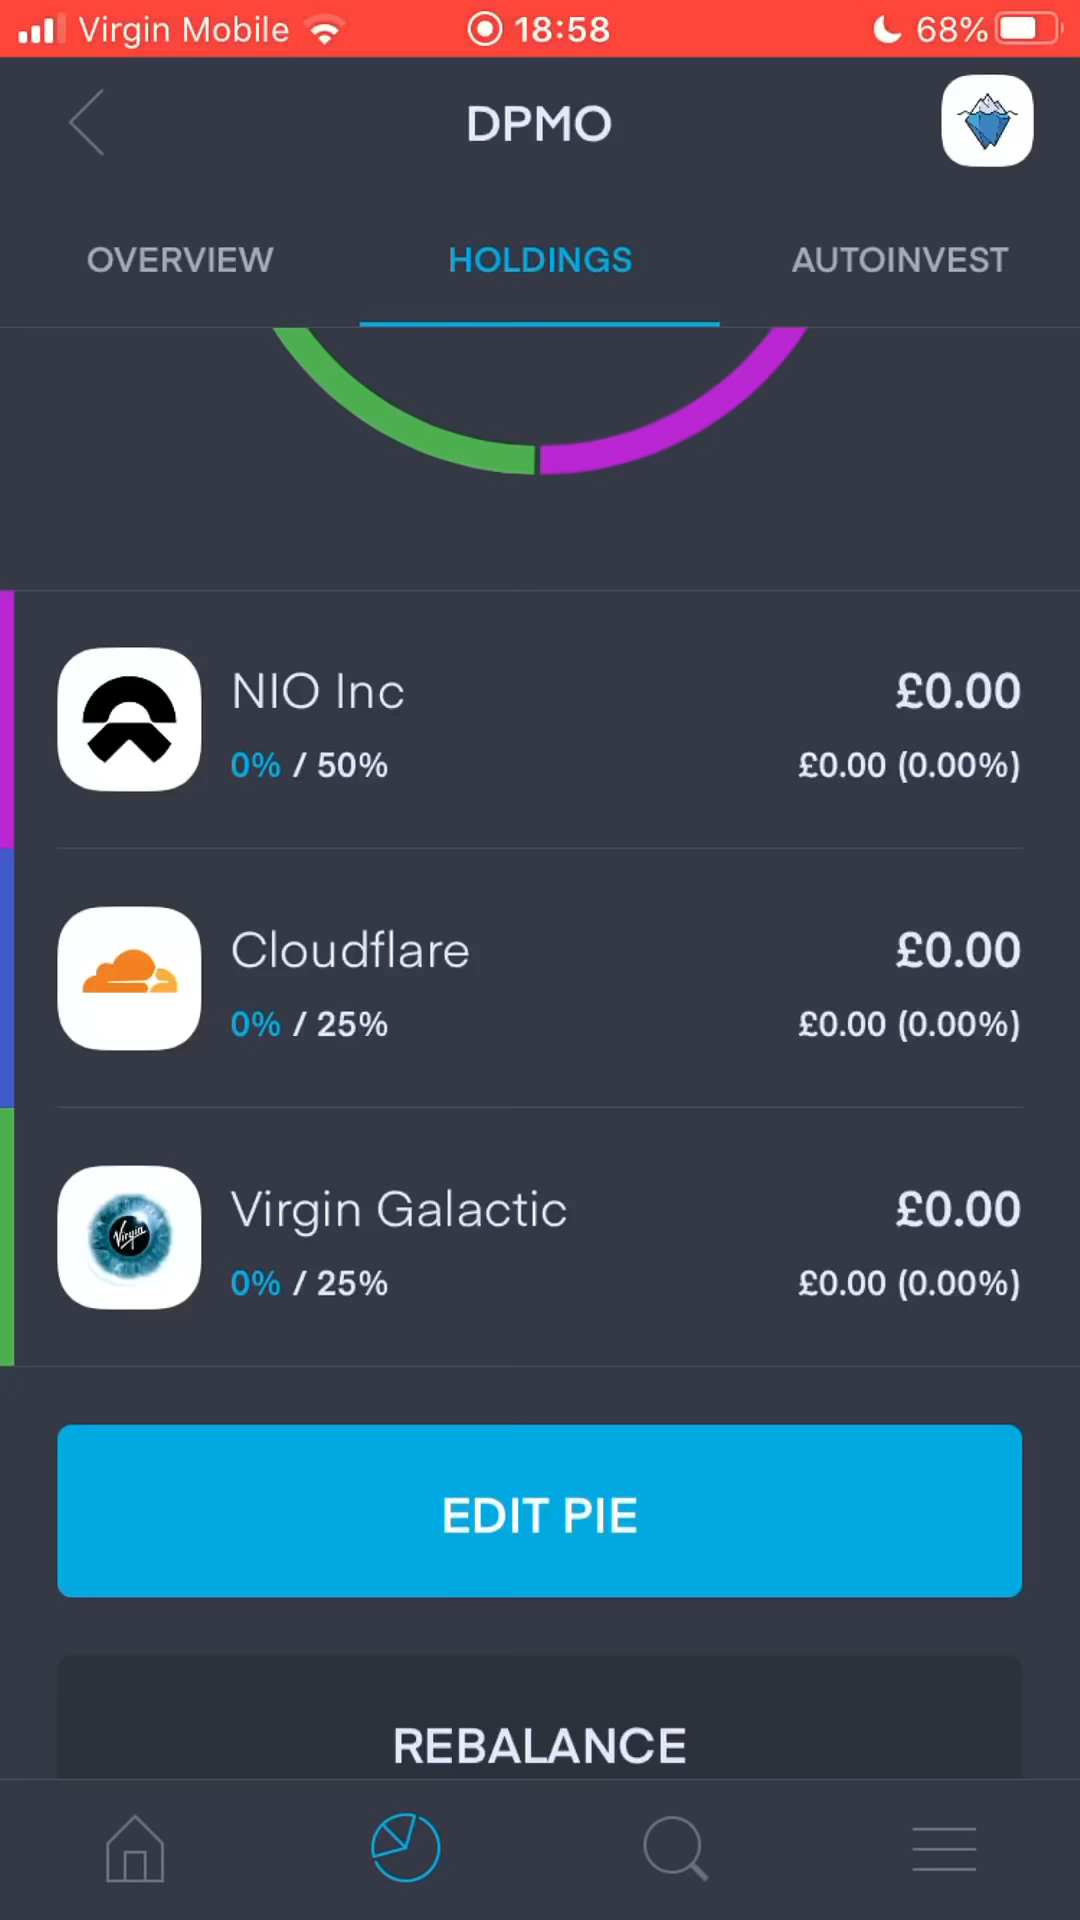 Virgin Mobile 18:58 68%
DPMO
OVERVIEW HOLDINGS AUTOINVEST
NIO Inc £0.00
0% / 50% £0.00 (0.00%)
Cloudflare £0.00
0% / 25% £0.00 (0.00%)
Virgin Galactic £0.00
Virgin
0% / 25% £0.00 (0.00%)
EDIT PIE
REBALANCE